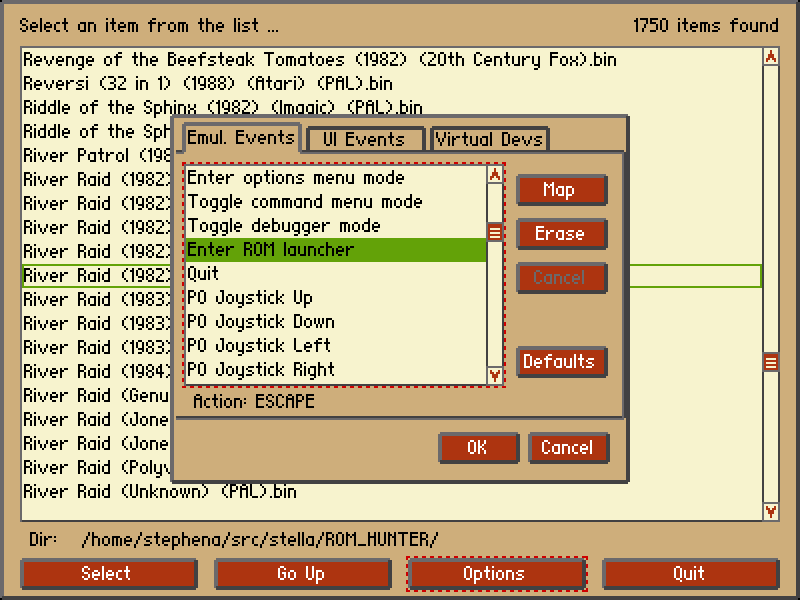 Select an item from the list ... 1750 items found
Revenge of the Beefsteak Tomatoes (1982) (20th Century Fox).bin
Reversi (32 in 1) (1988) (Atari) (PAL).bin
Riddle of the Sphinx (1982) (Imagic) (PAL).bin
Riddle of the Sph
River Patrol (198
River Raid (1982)
River Raid (1982
River Raid (1982
River Raid (1982
River Raid (1982
River Raid (1983
River Raid (1983
River Raid (1983
River Raid (1984)
River Raid (Genu
River Raid (Jone
River Raid (Jone
River Raid (Polyv
River Raid (Unknown) (PAL).bin
Emul. Events UI Events Virtual Devs
Enter options menu mode
Toggle command menu mode
Toggle debugger mode
Enter ROM launcher
Quit
P0 Joystick Up
P0 Joystick Down
P0 Joystick Left
P0 Joystick Right
Map
Erase
Cancel
Defaults
Action: ESCAPE
OK Cancel
Dir: /home/stephena/src/stella/ROM_HUNTER/
Select Go Up Options Quit